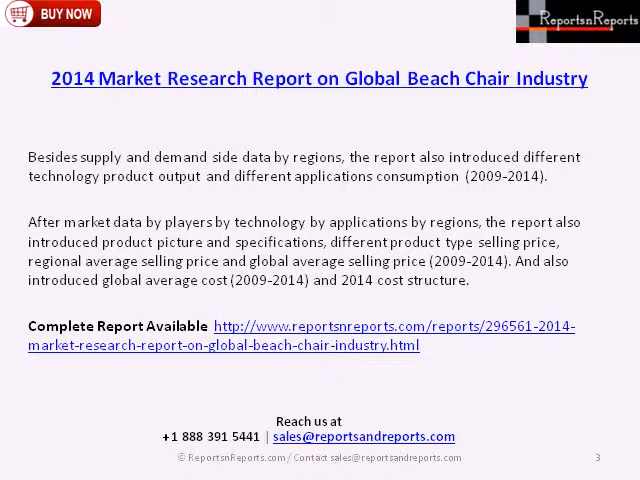 BUY NOW
ReportsnReports
2014 Market Research Report on Global Beach Chair Industry
Besides supply and demand side data by regions, the report also introduced different
technology product output and different applications consumption (2009-2014).
After market data by players by technology by applications by regions, the report also
introduced product picture and specifications, different product type selling price,
regional average selling price and global average selling price (2009-2014). And also
introduced global average cost (2009-2014) and 2014 cost structure.
Complete Report Available http://www.reportsnreports.com/reports/296561-2014-
market-research-report-on-global-beach-chair-industry.html
Reach us at
+1 888 391 5441 | sales@reportsandreports.com
© ReportsnReports.com / Contact sales@reportsandreports.com
3